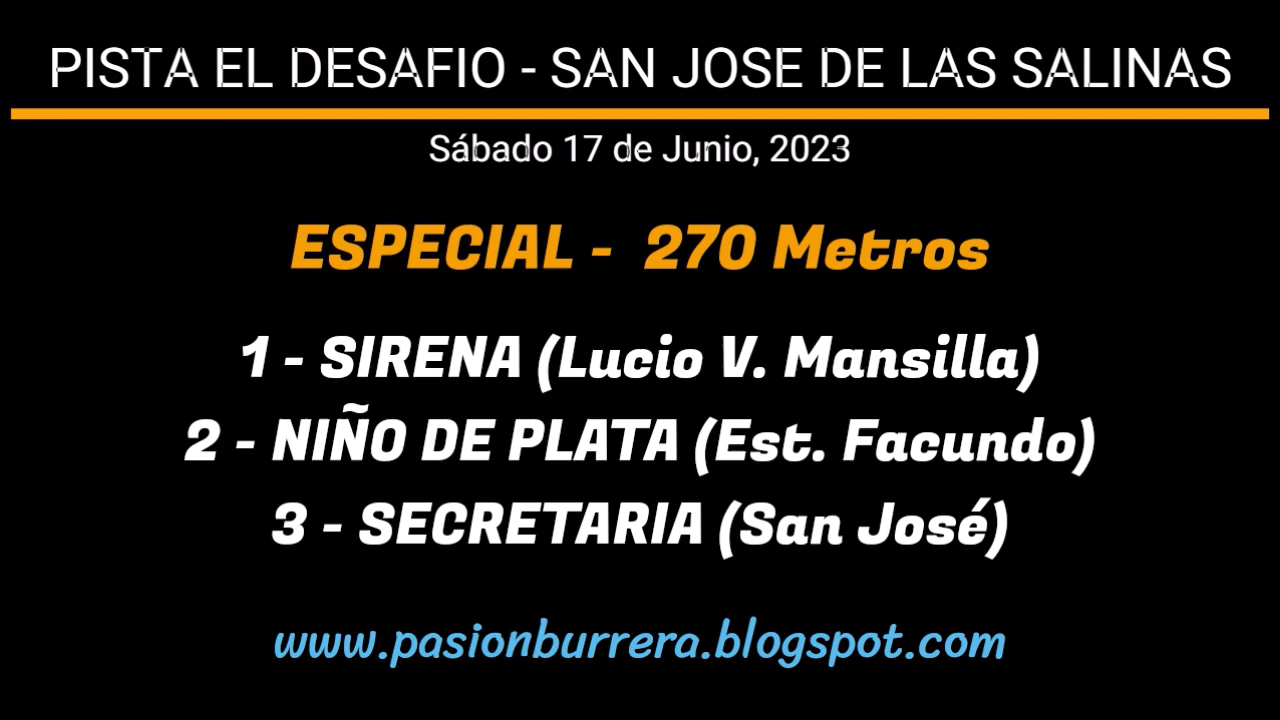 PISTA EL DESAFIO - SAN JOSE DE LAS SALINAS
Sábado 17 de Junio, 2023
ESPECIAL - 270 Metros
1 - SIRENA (Lucio V. Mansilla)
2 - NIÑO DE PLATA (Est. Facundo)
3 - SECRETARIA (San José)
www.pasionburrera.blogspot.com